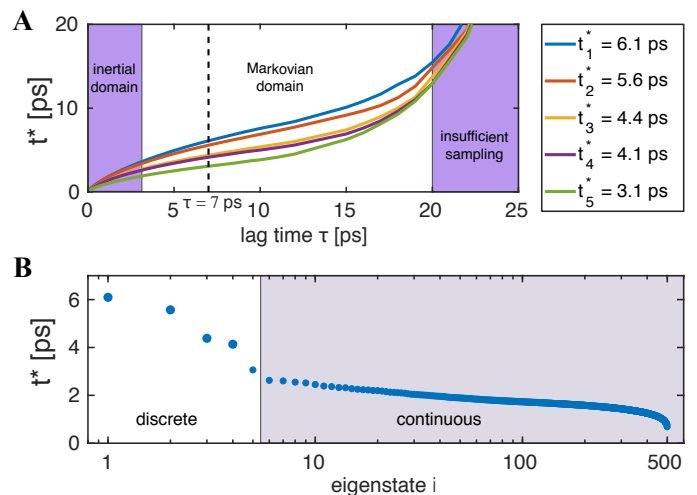 A
20
10
0
t* [ps]
inertial
domain
Markovian
domain
insufficient
sampling
τ = 7 ps
0 5 10 15 20 25
lag time τ [ps]
t*1 = 6.1 ps
t*2 = 5.6 ps
t*3 = 4.4 ps
t*4 = 4.1 ps
t*5 = 3.1 ps
B
6
4
2
0
t* [ps]
discrete
continuous
1 10 100 500
eigenstate i